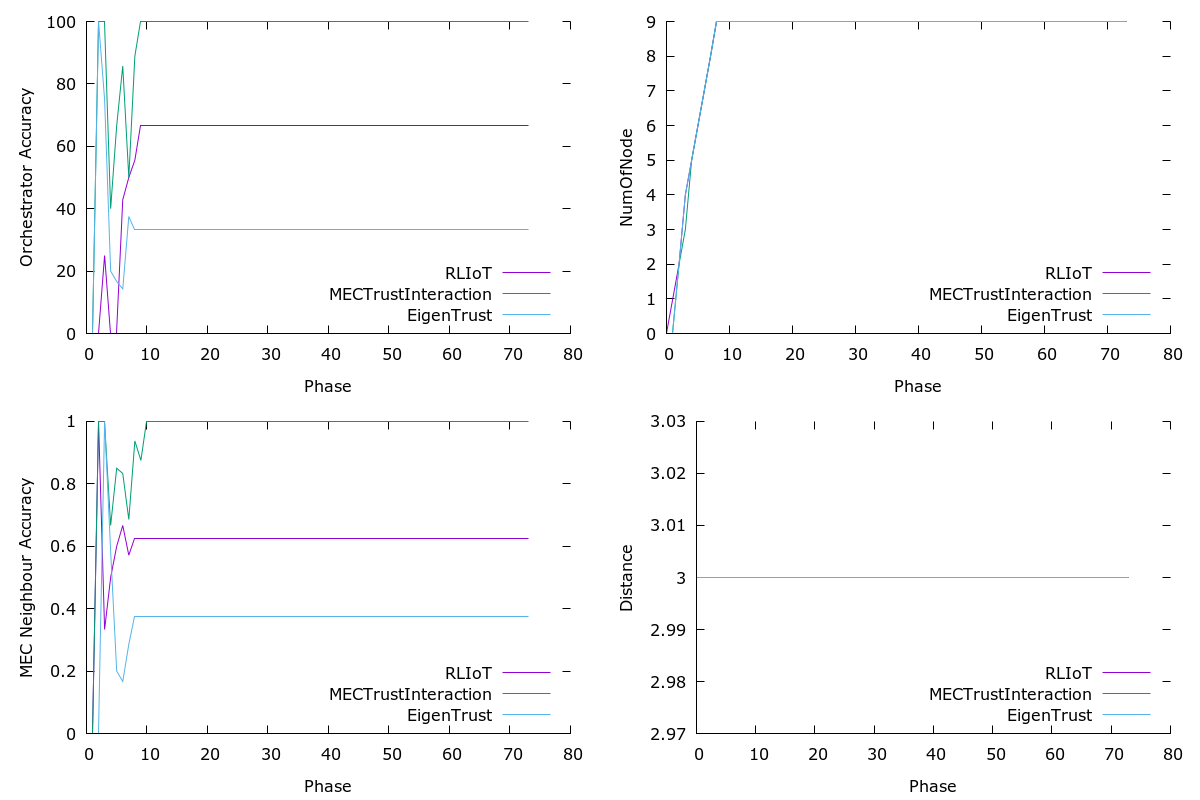 Orchestrator Accuracy
100
80
60
40
20
0
RLIoT
MECTrustInteraction
EigenTrust
0 10 20 30 40 50 60 70 80
Phase
NumOfNode
9
8
7
6
5
4
3
2
1
0
RLIoT
MECTrustInteraction
EigenTrust
0 10 20 30 40 50 60 70 80
Phase
MEC Neighbour Accuracy
1
0.8
0.6
0.4
0.2
0
RLIoT
MECTrustInteraction
EigenTrust
0 10 20 30 40 50 60 70 80
Phase
Distance
3.03
3.02
3.01
3
2.99
2.98
2.97
RLIoT
MECTrustInteraction
EigenTrust
0 10 20 30 40 50 60 70 80
Phase